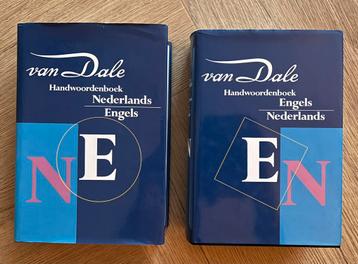 van Dale
Handwoordenboek
Nederlands
Engels
N E
van Dale
Handwoordenboek
Engels
Nederlands
E N